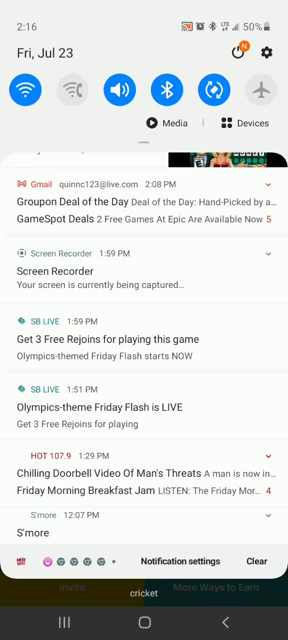 2:16 LTE 50%
Fri, Jul 23 N
Media | Devices
Gmail quinnc123@live.com 2:08 PM
Groupon Deal of the Day Deal of the Day: Hand-Picked by a...
GameSpot Deals 2 Free Games At Epic Are Available Now 5
Screen Recorder 1:59 PM
Screen Recorder
Your screen is currently being captured...
SB LIVE 1:59 PM
Get 3 Free Rejoins for playing this game
Olympics-themed Friday Flash starts NOW
SB LIVE 1:51 PM
Olympics-theme Friday Flash is LIVE
Get 3 Free Rejoins for playing
HOT 107.9 1:29 PM
Chilling Doorbell Video Of Man's Threats A man is now in...
Friday Morning Breakfast Jam LISTEN: The Friday Mor... 4
S'more 12:07 PM
S'more
Notification settings Clear
Invite More Ways to Earn
cricket